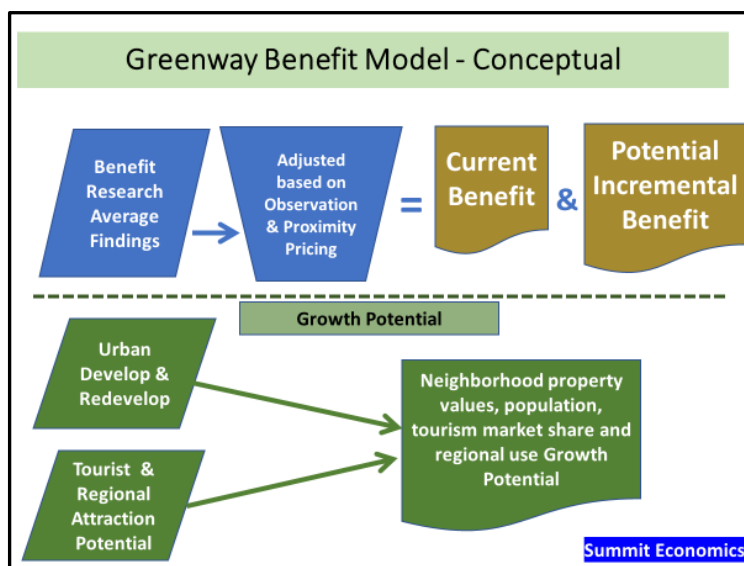 Greenway Benefit Model - Conceptual
Benefit
Research
Average
Findings
Adjusted
based on
Observation
& Proximity
Pricing
=
Current
Benefit
&
Potential
Incremental
Benefit
Growth Potential
Urban
Develop &
Redevelop
Neighborhood property
values, population,
tourism market share and
regional use Growth
Potential
Tourist &
Regional
Attraction
Potential
Summit Economics